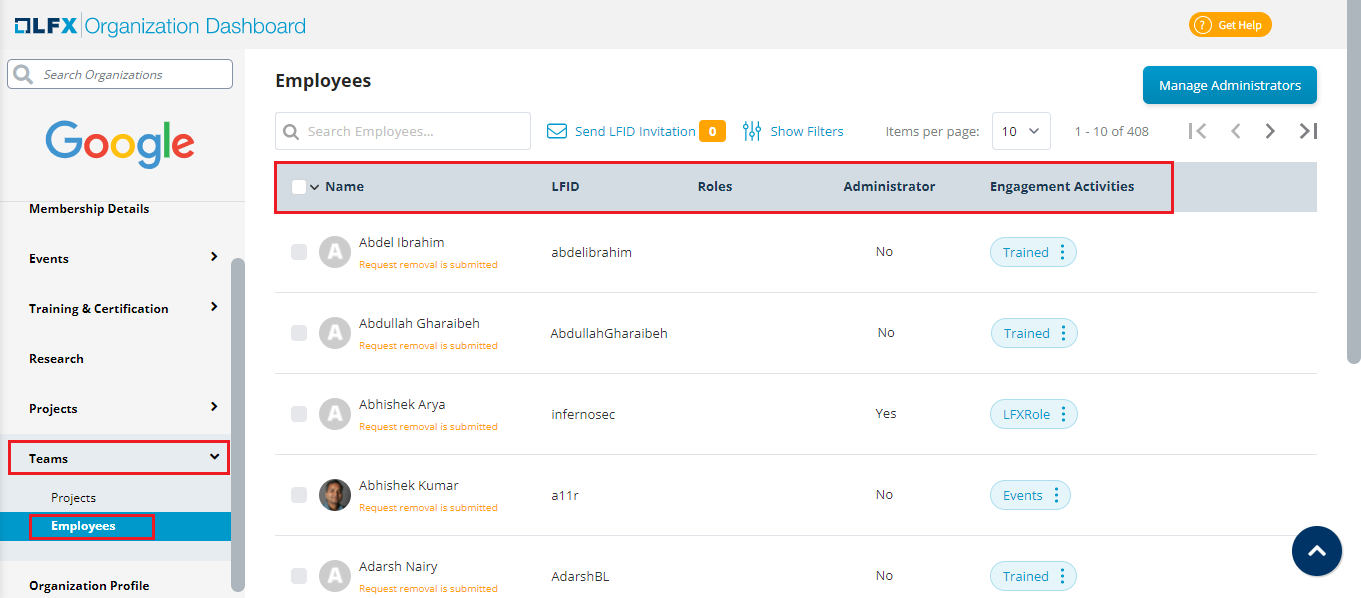 LFX Organization Dashboard
Get Help
Search Organizations
Google
Membership Details
Events
Training & Certification
Research
Projects
Teams
Projects
Employees
Organization Profile
Employees
Manage Administrators
Search Employees...
Send LFID Invitation 0
Show Filters
Items per page: 10
1 - 10 of 408
Name LFID Roles Administrator Engagement Activities
A Abdel Ibrahim abdelibrahim No Trained
Request removal is submitted
A Abdullah Gharaibeh AbdullahGharaibeh No Trained
Request removal is submitted
A Abhishek Arya infernosec Yes LFXRole
Request removal is submitted
Abhishek Kumar a11r No Events
Request removal is submitted
A Adarsh Nairy AdarshBL No Trained
Request removal is submitted